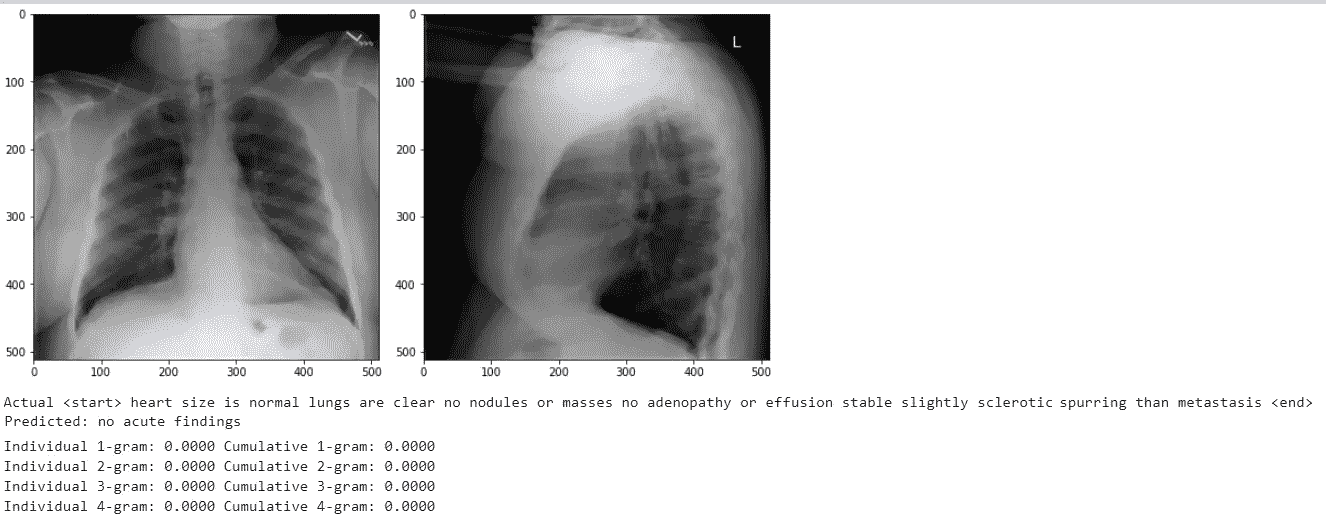 0
100
200
300
400
500
0 100 200 300 400 500
L
0
100
200
300
400
500
0 100 200 300 400 500
Actual <start> heart size is normal lungs are clear no nodules or masses no adenopathy or effusion stable slightly sclerotic spurring than metastasis <end>
Predicted: no acute findings
Individual 1-gram: 0.0000 Cumulative 1-gram: 0.0000
Individual 2-gram: 0.0000 Cumulative 2-gram: 0.0000
Individual 3-gram: 0.0000 Cumulative 3-gram: 0.0000
Individual 4-gram: 0.0000 Cumulative 4-gram: 0.0000